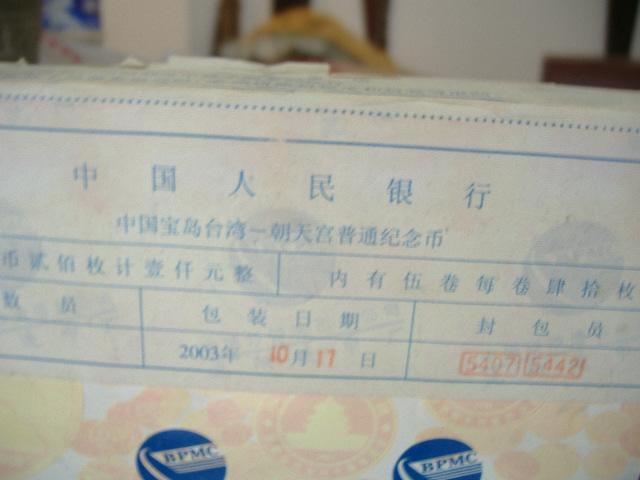 中国人民银行
中国宝岛台湾—朝天宫普通纪念币
币贰佰枚计壹仟元整 内有伍卷每卷肆拾枚
数员 包装日期 封包员
2003年 10月17日 5407 5442
BPMC BPMC